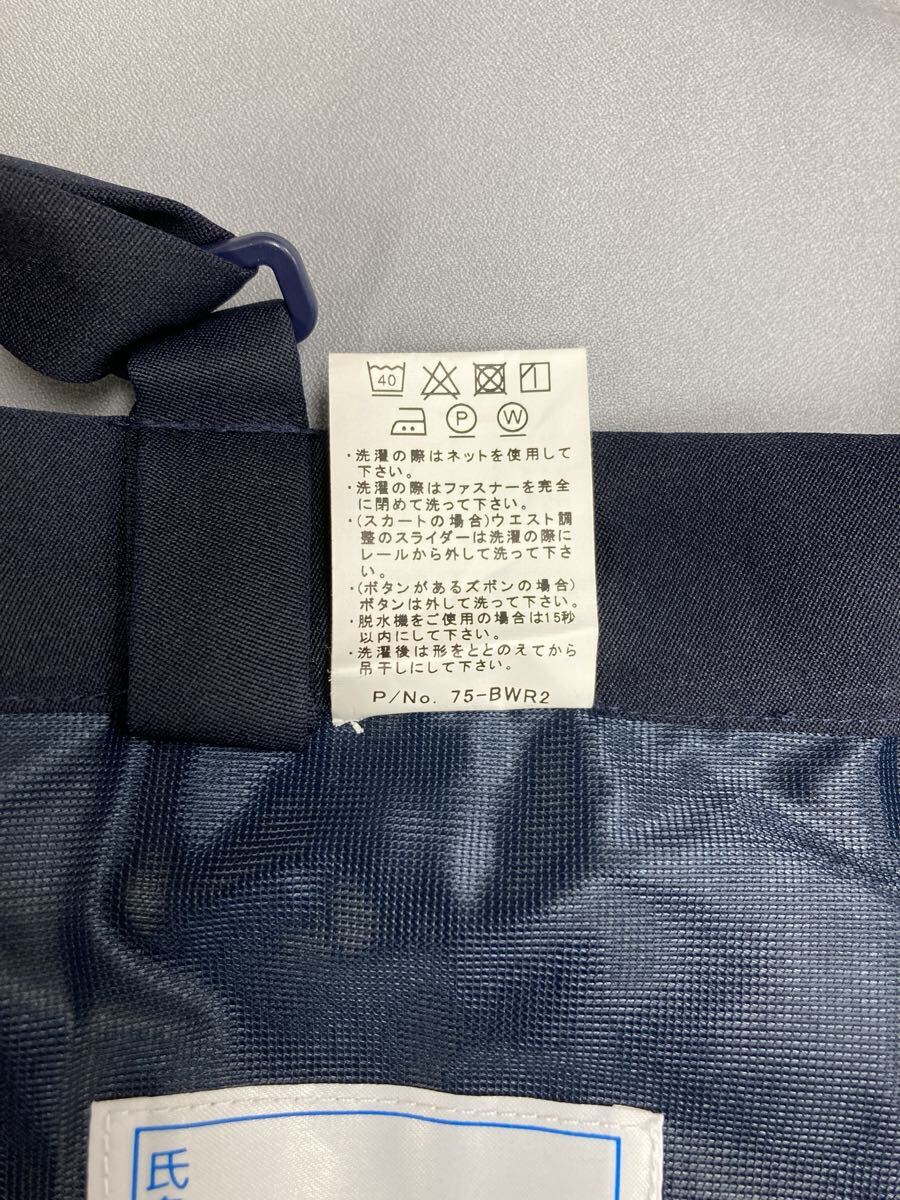 40
P W
・洗濯の際はネットを使用して
下さい。
・洗濯の際はファスナーを完全
に閉めて洗って下さい。
・(スカートの場合)ウエスト調
整のスライダーは洗濯の際に
レールから外して洗って下さ
い。
・(ボタンがあるズボンの場合)
ボタンは外して洗って下さい。
・脱水機をご使用の場合は15秒
以内にして下さい。
・洗濯後は形をととのえてから
吊干しにして下さい。
P/No. 75-BWR2
氏